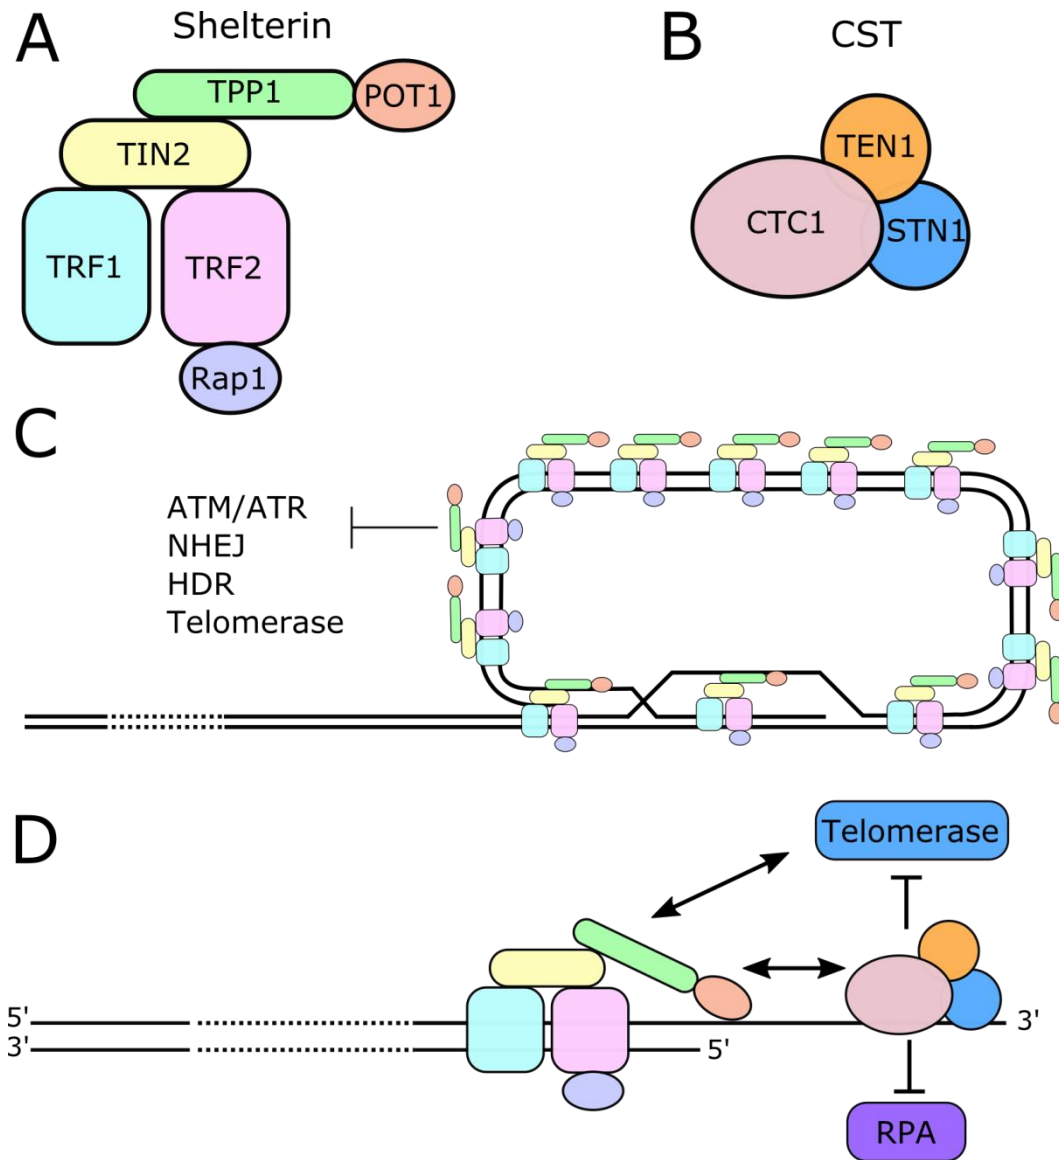 A
Shelterin
TPP1
POT1
TIN2
TRF1
TRF2
Rap1
B
CST
TEN1
CTC1
STN1
C
ATM/ATR
NHEJ
HDR
Telomerase
D
Telomerase
5'
3'
5'
3'
RPA